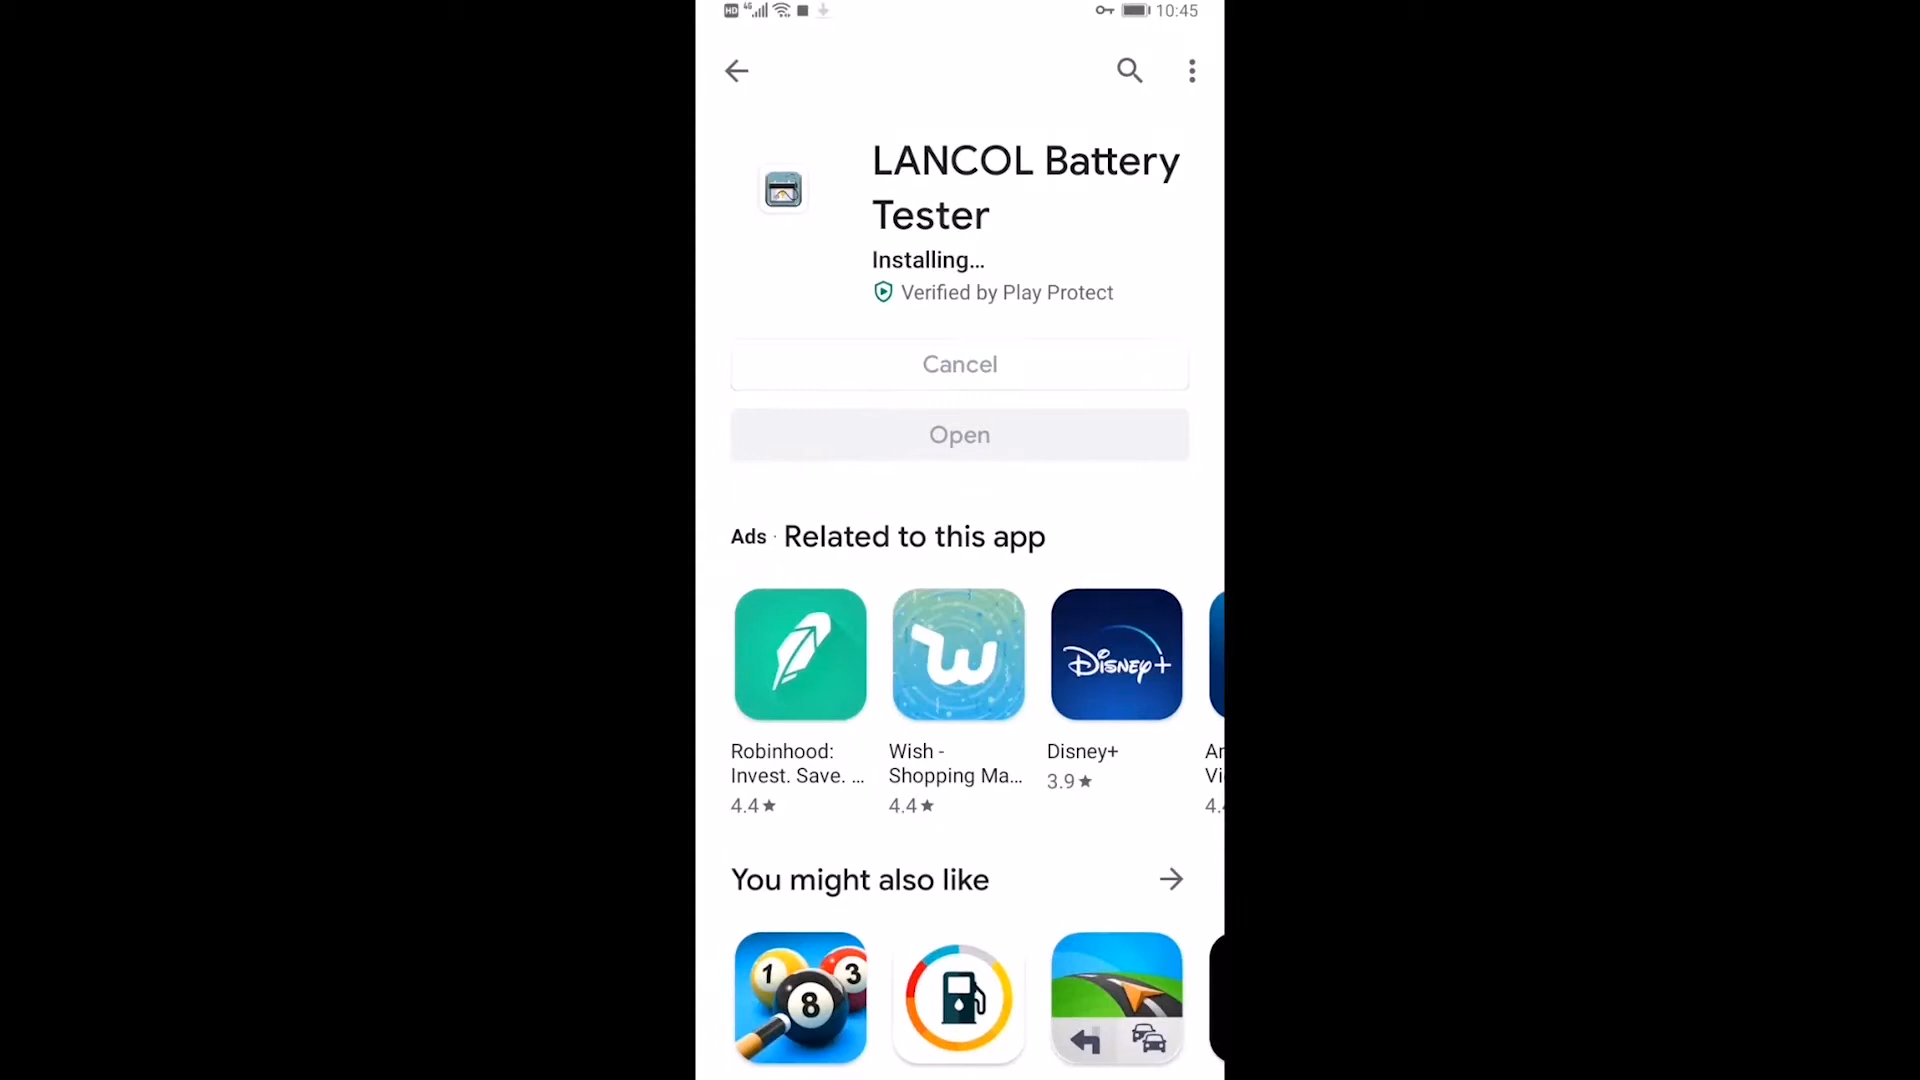 HD 4G 10:45
LANCOL Battery
Tester
Installing...
Verified by Play Protect
Cancel
Open
Ads · Related to this app
W
Disney+
Robinhood:
Invest. Save. ...
4.4★
Wish -
Shopping Ma...
4.4★
Disney+
3.9★
You might also like
1 3
8